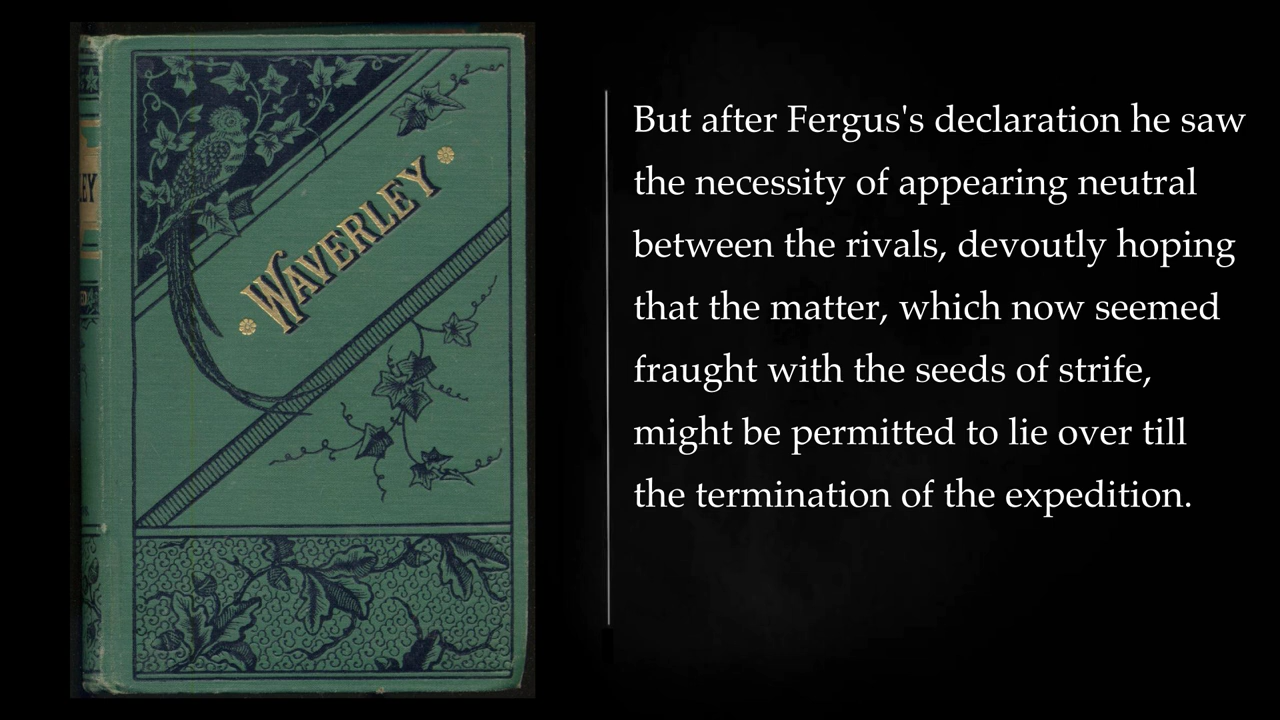 WAVERLEY
EY
But after Fergus's declaration he saw
the necessity of appearing neutral
between the rivals, devoutly hoping
that the matter, which now seemed
fraught with the seeds of strife,
might be permitted to lie over till
the termination of the expedition.